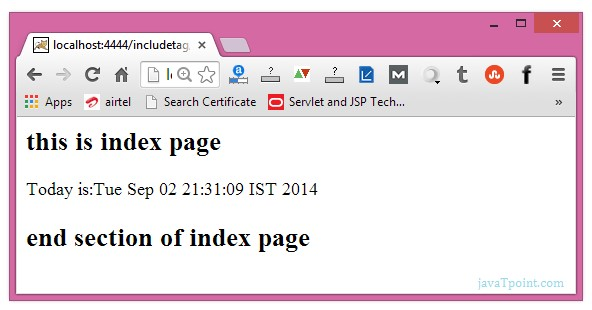 localhost:4444/includetag
Apps airtel Search Certificate Servlet and JSP Tech... »
this is index page
Today is:Tue Sep 02 21:31:09 IST 2014
end section of index page
javaTpoint.com